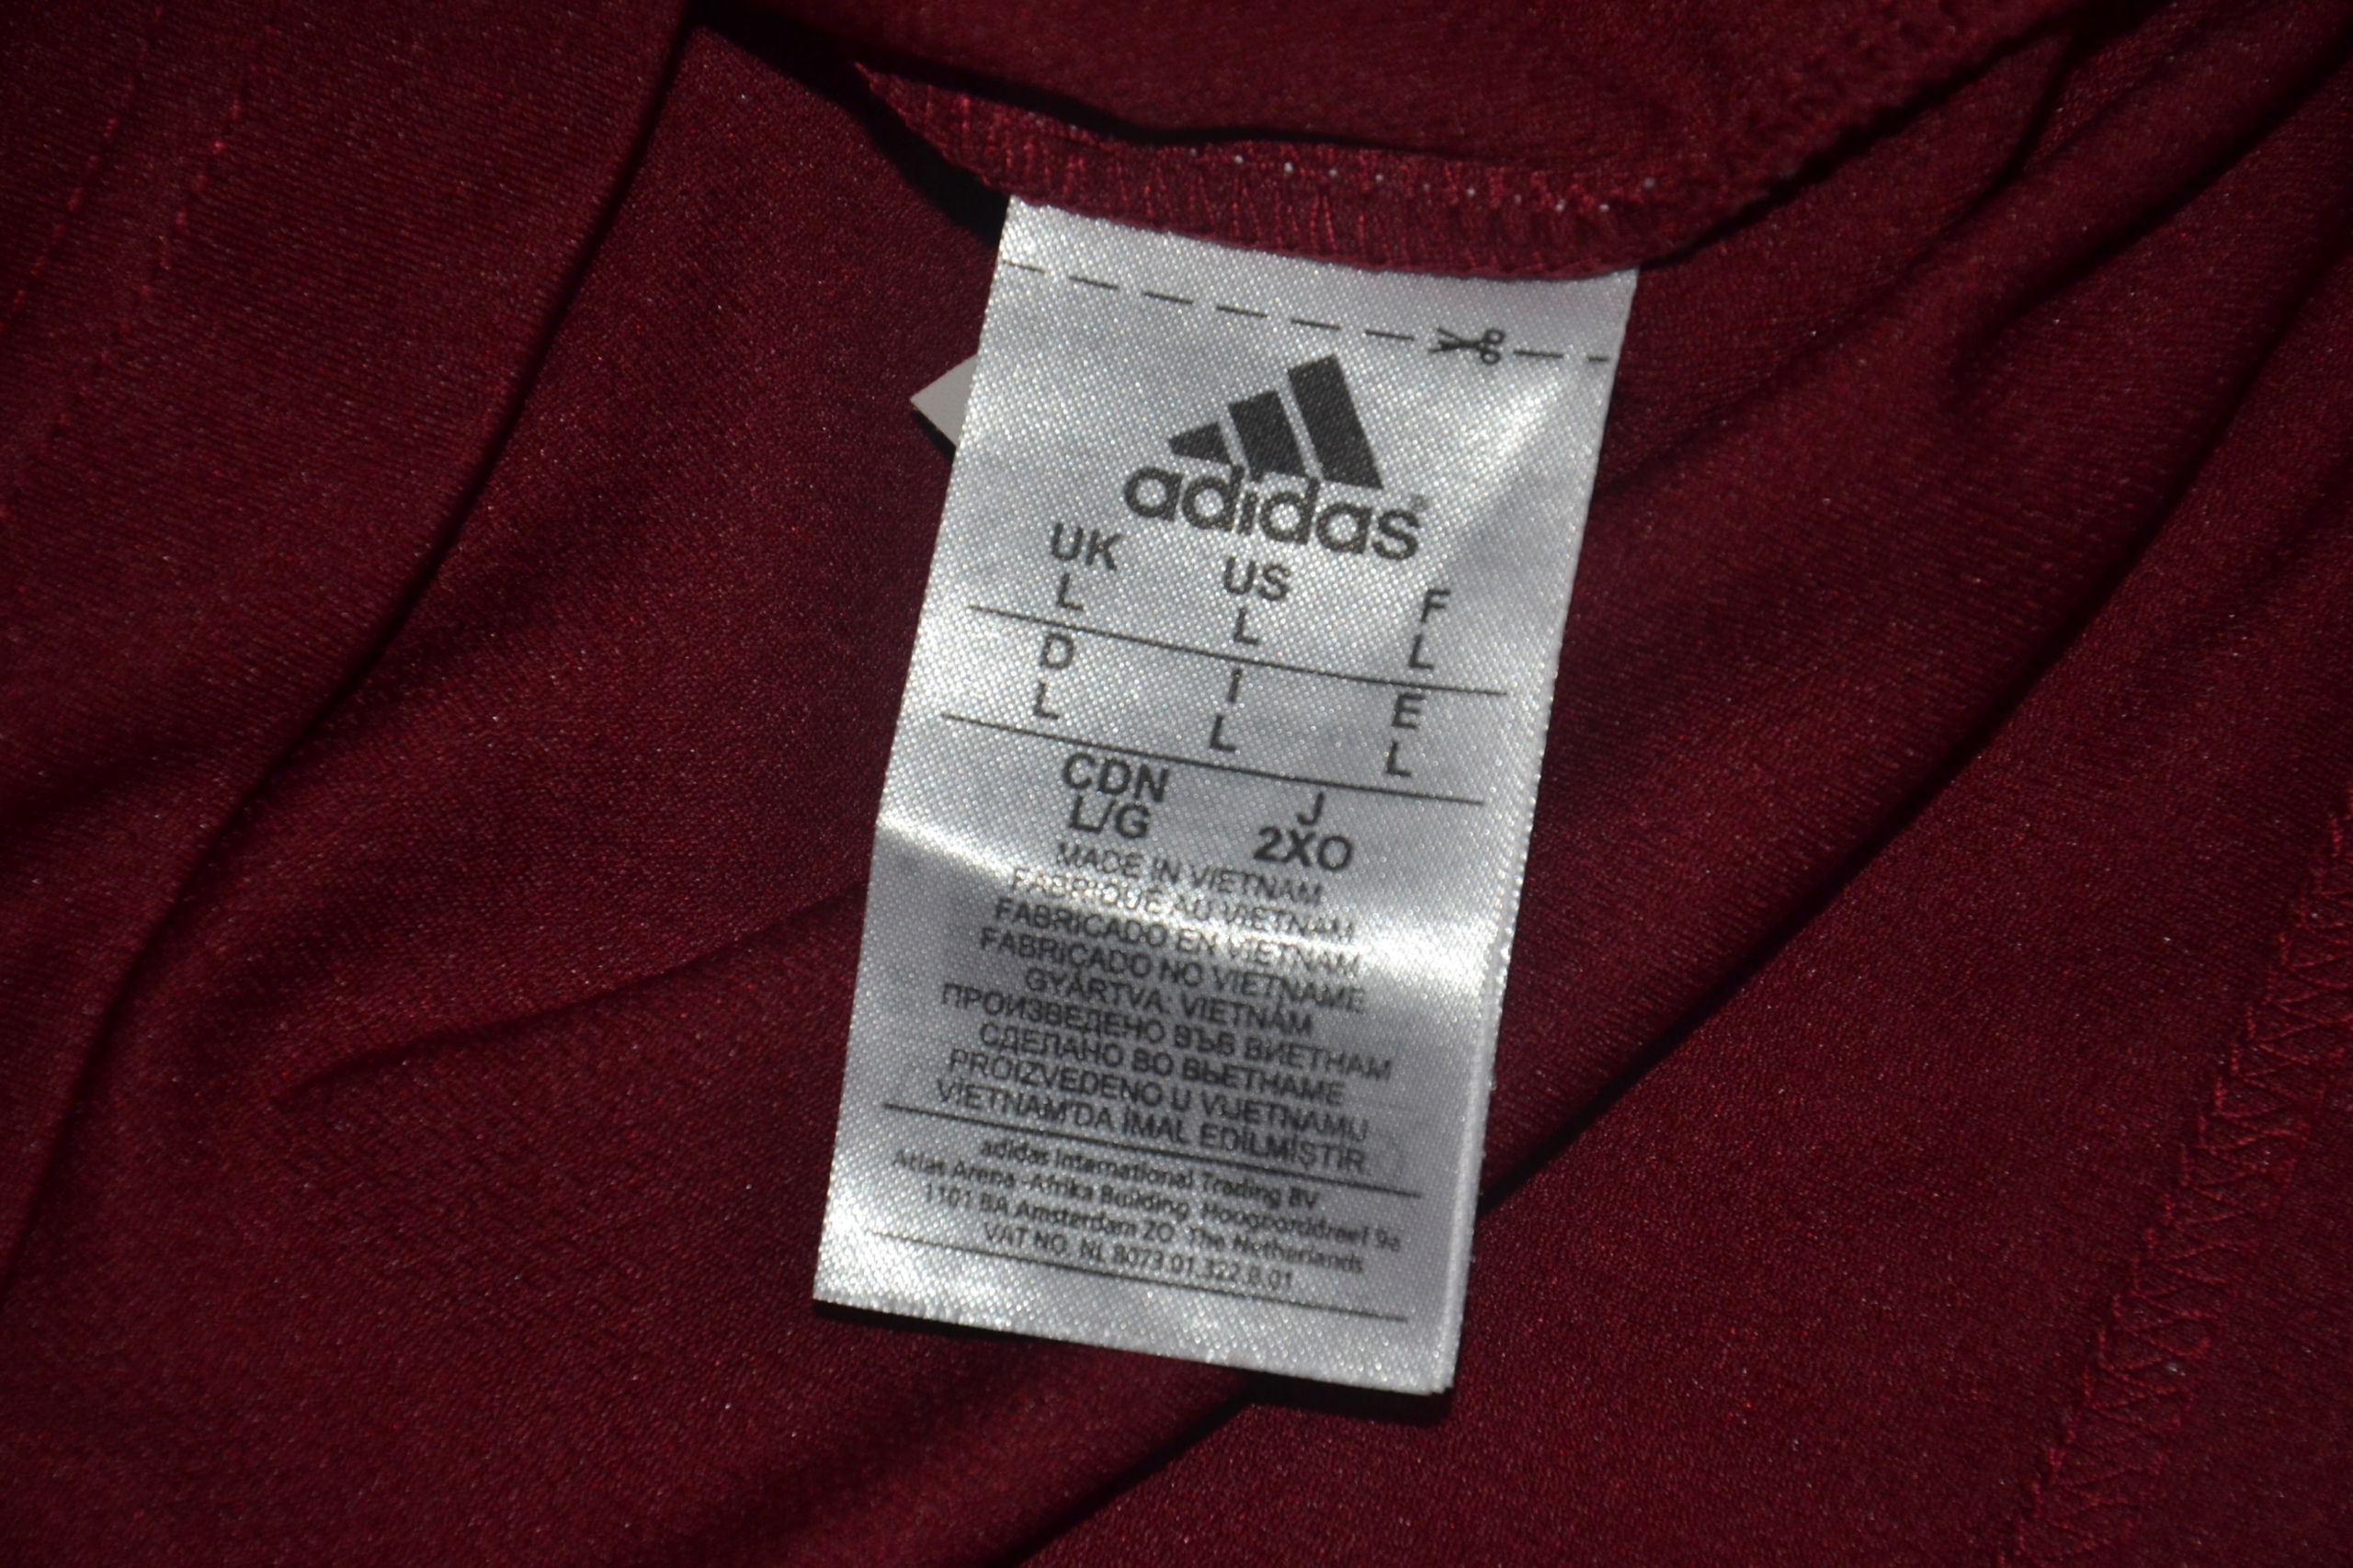 adidas®
UK US F
L L L
D I E
L L L
CDN J
L/G 2XO
MADE IN VIETNAM
FABRIQUÉ AU VIETNAM
FABRICADO EN VIETNAM
FABRIÇADO NO VIETNAME
GYÁRTVA: VIETNÁM
ПРОИЗВЕДЕНО ВЪВ ВИЕТНАМ
СДЕЛАНО ВО ВЬЕТНАМЕ
PROIZVEDENO U VIJETNAMU
VİETNAM'DA İMAL EDİLMİŞTİR
adidas International Trading BV
Atlas Arena -Afrika Building, Hoogoorddreef 9a
1101 BA Amsterdam ZO The Netherlands
VAT NO. NL 8073.01.322.B.01